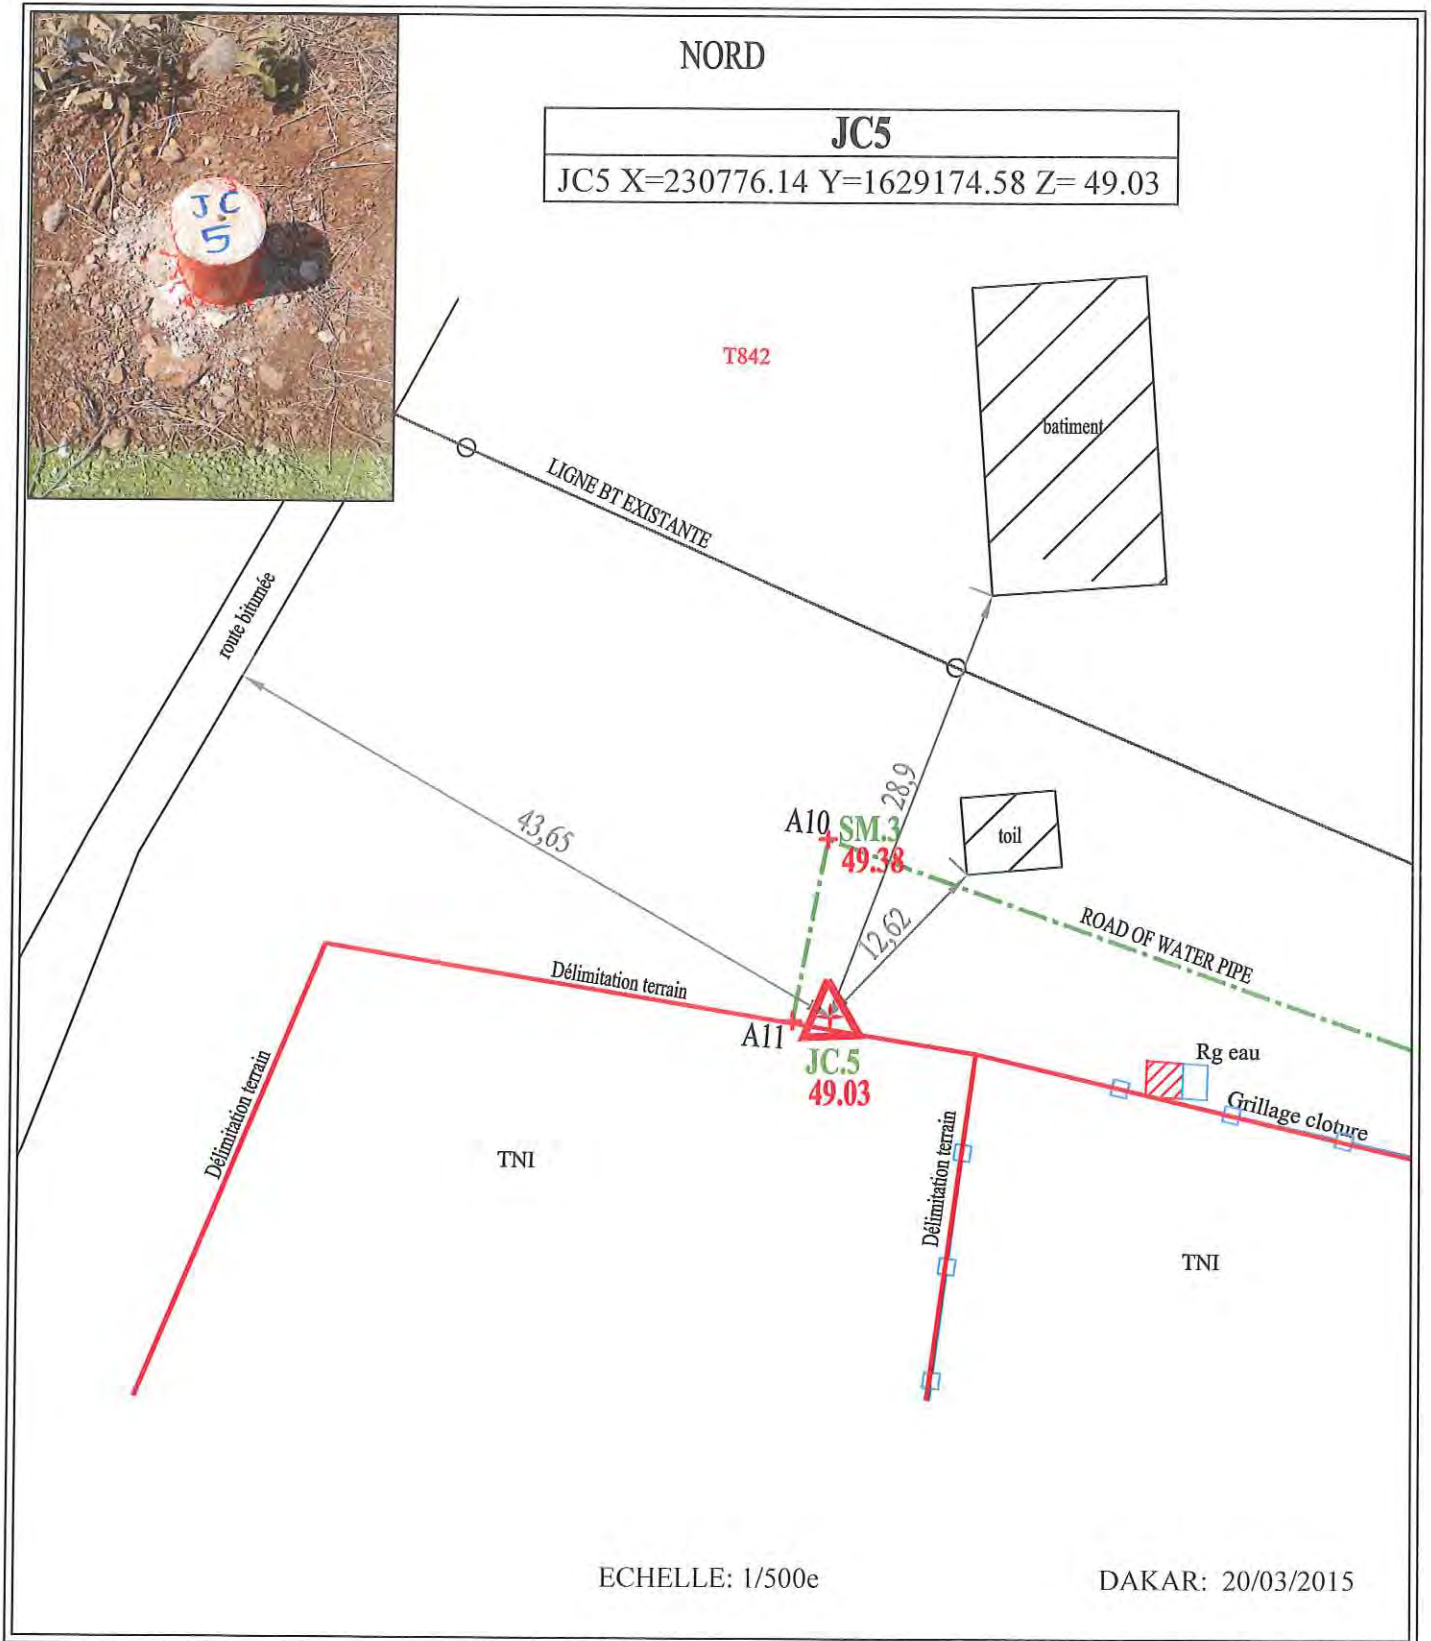 NORD
JC5
JC5 X=230776.14 Y=1629174.58 Z= 49.03
JC
5
T842
batiment
LIGNE BT EXISTANTE
route bitumée
28,9
43,65
A10
SM.3
49.38
toil
12,62
ROAD OF WATER PIPE
Délimitation terrain
A11
JC.5
49.03
Rg eau
Grillage cloture
Délimitation terrain
Délimitation terrain
TNI
TNI
ECHELLE: 1/500e
DAKAR: 20/03/2015